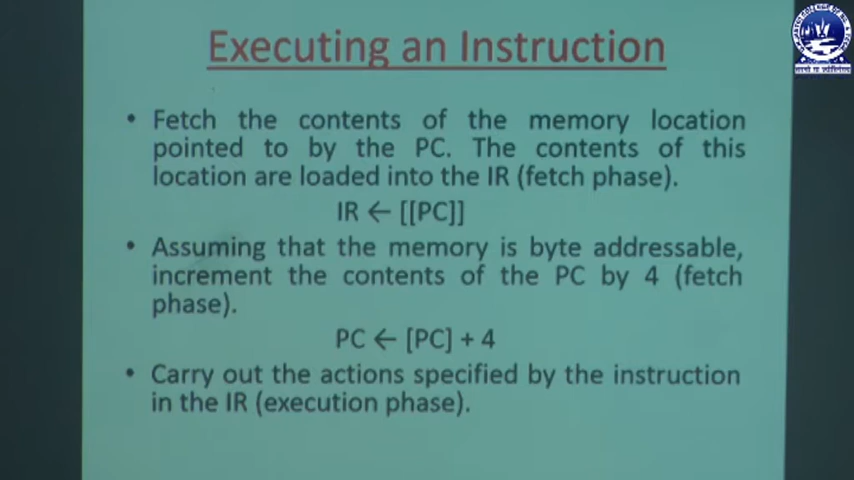 Executing an Instruction
• Fetch the contents of the memory location
pointed to by the PC. The contents of this
location are loaded into the IR (fetch phase).
IR ← [[PC]]
• Assuming that the memory is byte addressable,
increment the contents of the PC by 4 (fetch
phase).
PC ← [PC] + 4
• Carry out the actions specified by the instruction
in the IR (execution phase).